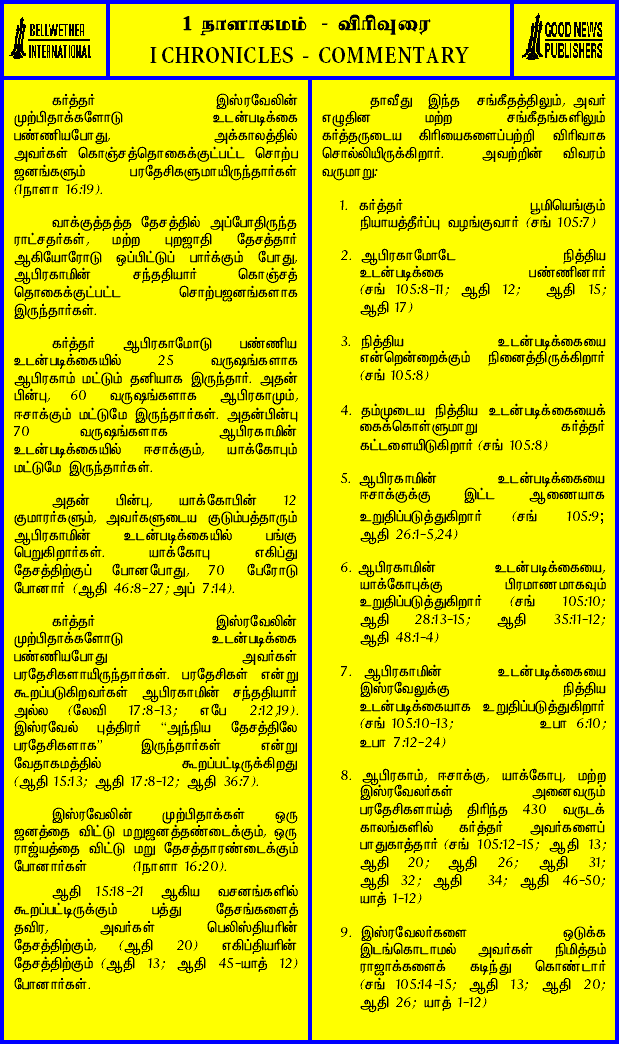 BELLWETHER
INTERNATIONAL
1 நாளாகமம் - விரிவுரை
I CHRONICLES - COMMENTARY
GOOD NEWS
PUBLISHERS
கர்த்தர் இஸ்ரவேலின்
முற்பிதாக்களோடு உடன்படிக்கை
பண்ணியபோது, அக்காலத்தில்
அவர்கள் கொஞ்சத்தொகைக்குட்பட்ட சொற்ப
ஜனங்களும் பரதேசிகளுமாயிருந்தார்கள்
(1நாளா 16:19).
வாக்குத்தத்த தேசத்தில் அப்போதிருந்த
ராட்சதர்கள், மற்ற புறஜாதி தேசத்தார்
ஆகியோரோடு ஒப்பிட்டுப் பார்க்கும் போது,
ஆபிரகாமின் சந்ததியார் கொஞ்சத்
தொகைக்குட்பட்ட சொற்பஜனங்களாக
இருந்தார்கள்.
கர்த்தர் ஆபிரகாமோடு பண்ணிய
உடன்படிக்கையில் 25 வருஷங்களாக
ஆபிரகாம் மட்டும் தனியாக இருந்தார். அதன்
பின்பு, 60 வருஷங்களாக ஆபிரகாமும்,
ஈசாக்கும் மட்டுமே இருந்தார்கள். அதன்பின்பு
70 வருஷங்களாக ஆபிரகாமின்
உடன்படிக்கையில் ஈசாக்கும், யாக்கோபும்
மட்டுமே இருந்தார்கள்.
அதன் பின்பு, யாக்கோபின் 12
குமாரர்களும், அவர்களுடைய குடும்பத்தாரும்
ஆபிரகாமின் உடன்படிக்கையில் பங்கு
பெறுகிறார்கள். யாக்கோபு எகிப்து
தேசத்திற்குப் போனபோது, 70 பேரோடு
போனார் (ஆதி 46:8-27; அப் 7:14).
கர்த்தர் இஸ்ரவேலின்
முற்பிதாக்களோடு உடன்படிக்கை
பண்ணியபோது அவர்கள்
பரதேசிகளாயிருந்தார்கள். பரதேசிகள் என்று
கூறப்படுகிறவர்கள் ஆபிரகாமின் சந்ததியார்
அல்ல (லேவி 17:8-13; எபே 2:12,19).
இஸ்ரவேல் புத்திரர் “அந்நிய தேசத்திலே
பரதேசிகளாக” இருந்தார்கள் என்று
வேதாகமத்தில் கூறப்பட்டிருக்கிறது
(ஆதி 15:13; ஆதி 17:8-12; ஆதி 36:7).
இஸ்ரவேலின் முற்பிதாக்கள் ஒரு
ஜனத்தை விட்டு மறுஜனத்தண்டைக்கும், ஒரு
ராஜ்யத்தை விட்டு மறு தேசத்தாரண்டைக்கும்
போனார்கள் (1நாளா 16:20).
ஆதி 15:18-21 ஆகிய வசனங்களில்
கூறப்பட்டிருக்கும் பத்து தேசங்களைத்
தவிர, அவர்கள் பெலிஸ்தியரின்
தேசத்திற்கும், (ஆதி 20) எகிப்தியரின்
தேசத்திற்கும் (ஆதி 13; ஆதி 45-யாத் 12)
போனார்கள்.
தாவீது இந்த சங்கீதத்திலும், அவர்
எழுதின மற்ற சங்கீதங்களிலும்
கர்த்தருடைய கிரியைகளைப்பற்றி விரிவாக
சொல்லியிருக்கிறார். அவற்றின் விவரம்
வருமாறு:
1. கர்த்தர் பூமியெங்கும்
நியாயத்தீர்ப்பு வழங்குவார் (சங் 105:7)
2. ஆபிரகாமோடே நித்திய
உடன்படிக்கை பண்ணினார்
(சங் 105:8-11; ஆதி 12; ஆதி 15;
ஆதி 17)
3. நித்திய உடன்படிக்கையை
என்றென்றைக்கும் நினைத்திருக்கிறார்
(சங் 105:8)
4. தம்முடைய நித்திய உடன்படிக்கையைக்
கைக்கொள்ளுமாறு கர்த்தர்
கட்டளையிடுகிறார் (சங் 105:8)
5. ஆபிரகாமின் உடன்படிக்கையை
ஈசாக்குக்கு இட்ட ஆணையாக
உறுதிப்படுத்துகிறார் (சங் 105:9;
ஆதி 26:1-5,24)
6. ஆபிரகாமின் உடன்படிக்கையை,
யாக்கோபுக்கு பிரமாணமாகவும்
உறுதிப்படுத்துகிறார் (சங் 105:10;
ஆதி 28:13-15; ஆதி 35:11-12;
ஆதி 48:1-4)
7. ஆபிரகாமின் உடன்படிக்கையை
இஸ்ரவேலுக்கு நித்திய
உடன்படிக்கையாக உறுதிப்படுத்துகிறார்
(சங் 105:10-13; உபா 6:10;
உபா 7:12-24)
8. ஆபிரகாம், ஈசாக்கு, யாக்கோபு, மற்ற
இஸ்ரவேலர்கள் அனைவரும்
பரதேசிகளாய்த் திரிந்த 430 வருடக்
காலங்களில் கர்த்தர் அவர்களைப்
பாதுகாத்தார் (சங் 105:12-15; ஆதி 13;
ஆதி 20; ஆதி 26; ஆதி 31;
ஆதி 32; ஆதி 34; ஆதி 46-50;
யாத் 1-12)
9. இஸ்ரவேலர்களை ஒடுக்க
இடங்கொடாமல் அவர்கள் நிமித்தம்
ராஜாக்களைக் கடிந்து கொண்டார்
(சங் 105:14-15; ஆதி 13; ஆதி 20;
ஆதி 26; யாத் 1-12)